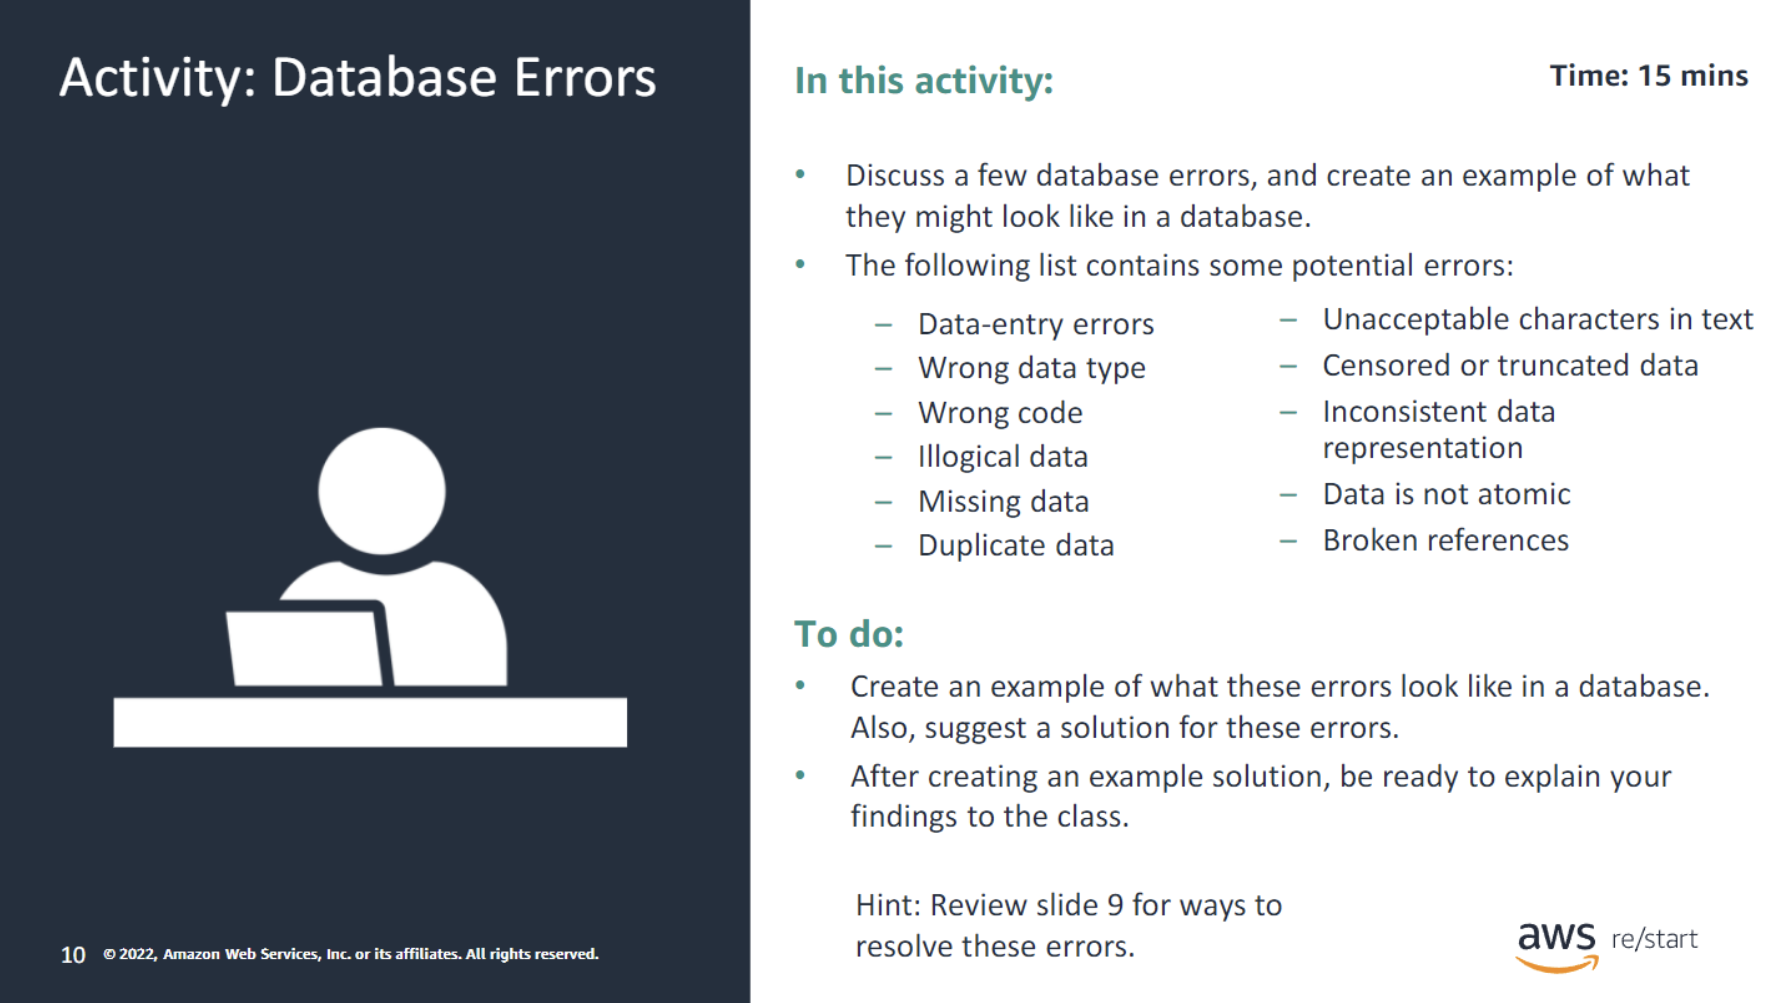 Activity: Database Errors
In this activity:
Time: 15 mins
• Discuss a few database errors, and create an example of what
they might look like in a database.
• The following list contains some potential errors:
– Data-entry errors
– Wrong data type
– Wrong code
– Illogical data
– Missing data
– Duplicate data
– Unacceptable characters in text
– Censored or truncated data
– Inconsistent data
representation
– Data is not atomic
– Broken references
To do:
• Create an example of what these errors look like in a database.
Also, suggest a solution for these errors.
• After creating an example solution, be ready to explain your
findings to the class.
Hint: Review slide 9 for ways to
resolve these errors.
10 © 2022, Amazon Web Services, Inc. or its affiliates. All rights reserved.
aws re/start